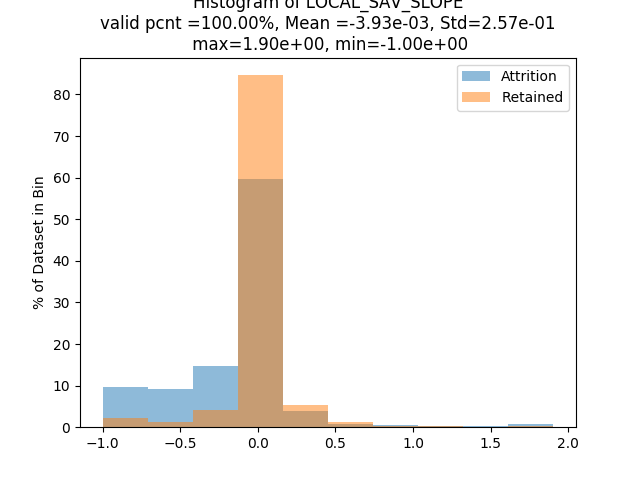 Histogram of LOCAL_SAV_SLOPE
valid pcnt =100.00%, Mean =-3.93e-03, Std=2.57e-01
max=1.90e+00, min=-1.00e+00
Attrition
Retained
% of Dataset in Bin
80
70
60
50
40
30
20
10
0
−1.0 −0.5 0.0 0.5 1.0 1.5 2.0